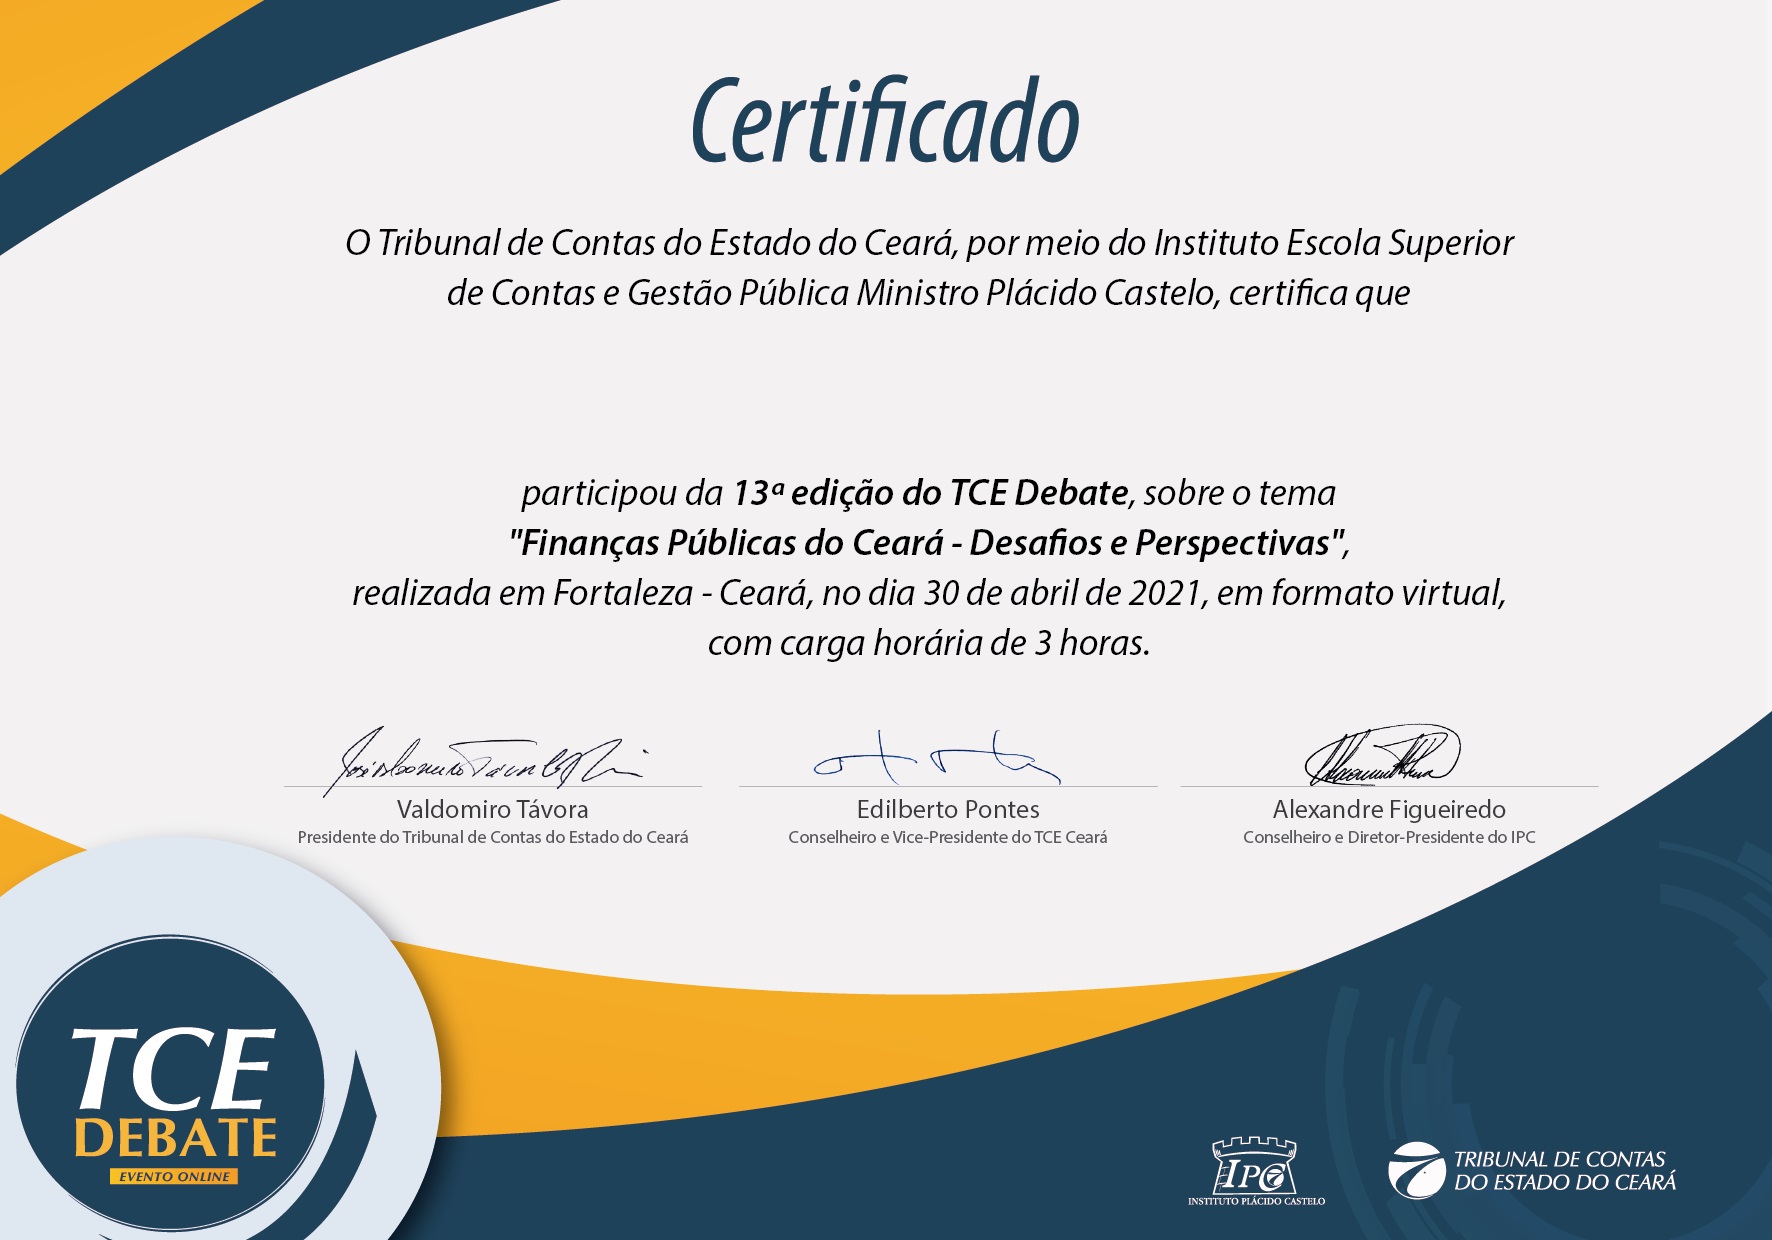 Certificado
O Tribunal de Contas do Estado do Ceará, por meio do Instituto Escola Superior
de Contas e Gestão Pública Ministro Plácido Castelo, certifica que
participou da 13ª edição do TCE Debate, sobre o tema
"Finanças Públicas do Ceará - Desafios e Perspectivas",
realizada em Fortaleza - Ceará, no dia 30 de abril de 2021, em formato virtual,
com carga horária de 3 horas.
Valdomiro Távora
Presidente do Tribunal de Contas do Estado do Ceará
Edilberto Pontes
Conselheiro e Vice-Presidente do TCE Ceará
Alexandre Figueiredo
Conselheiro e Diretor-Presidente do IPC
TCE
DEBATE
EVENTO ONLINE
IPC
INSTITUTO PLÁCIDO CASTELO
TRIBUNAL DE CONTAS
DO ESTADO DO CEARÁ